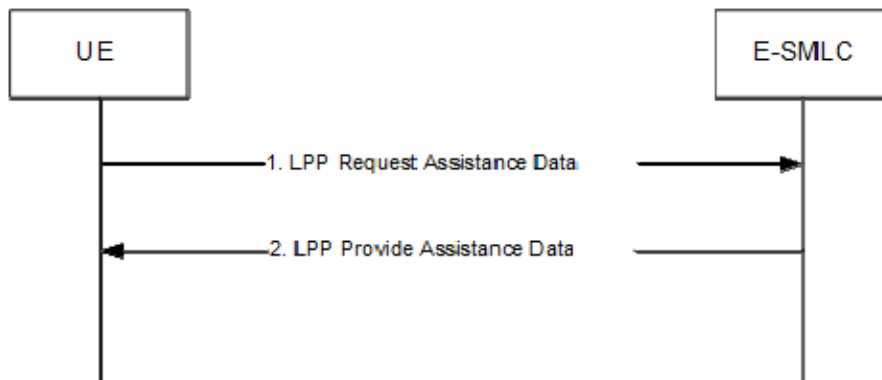 UE
E-SMLC
1. LPP Request Assistance Data
2. LPP Provide Assistance Data